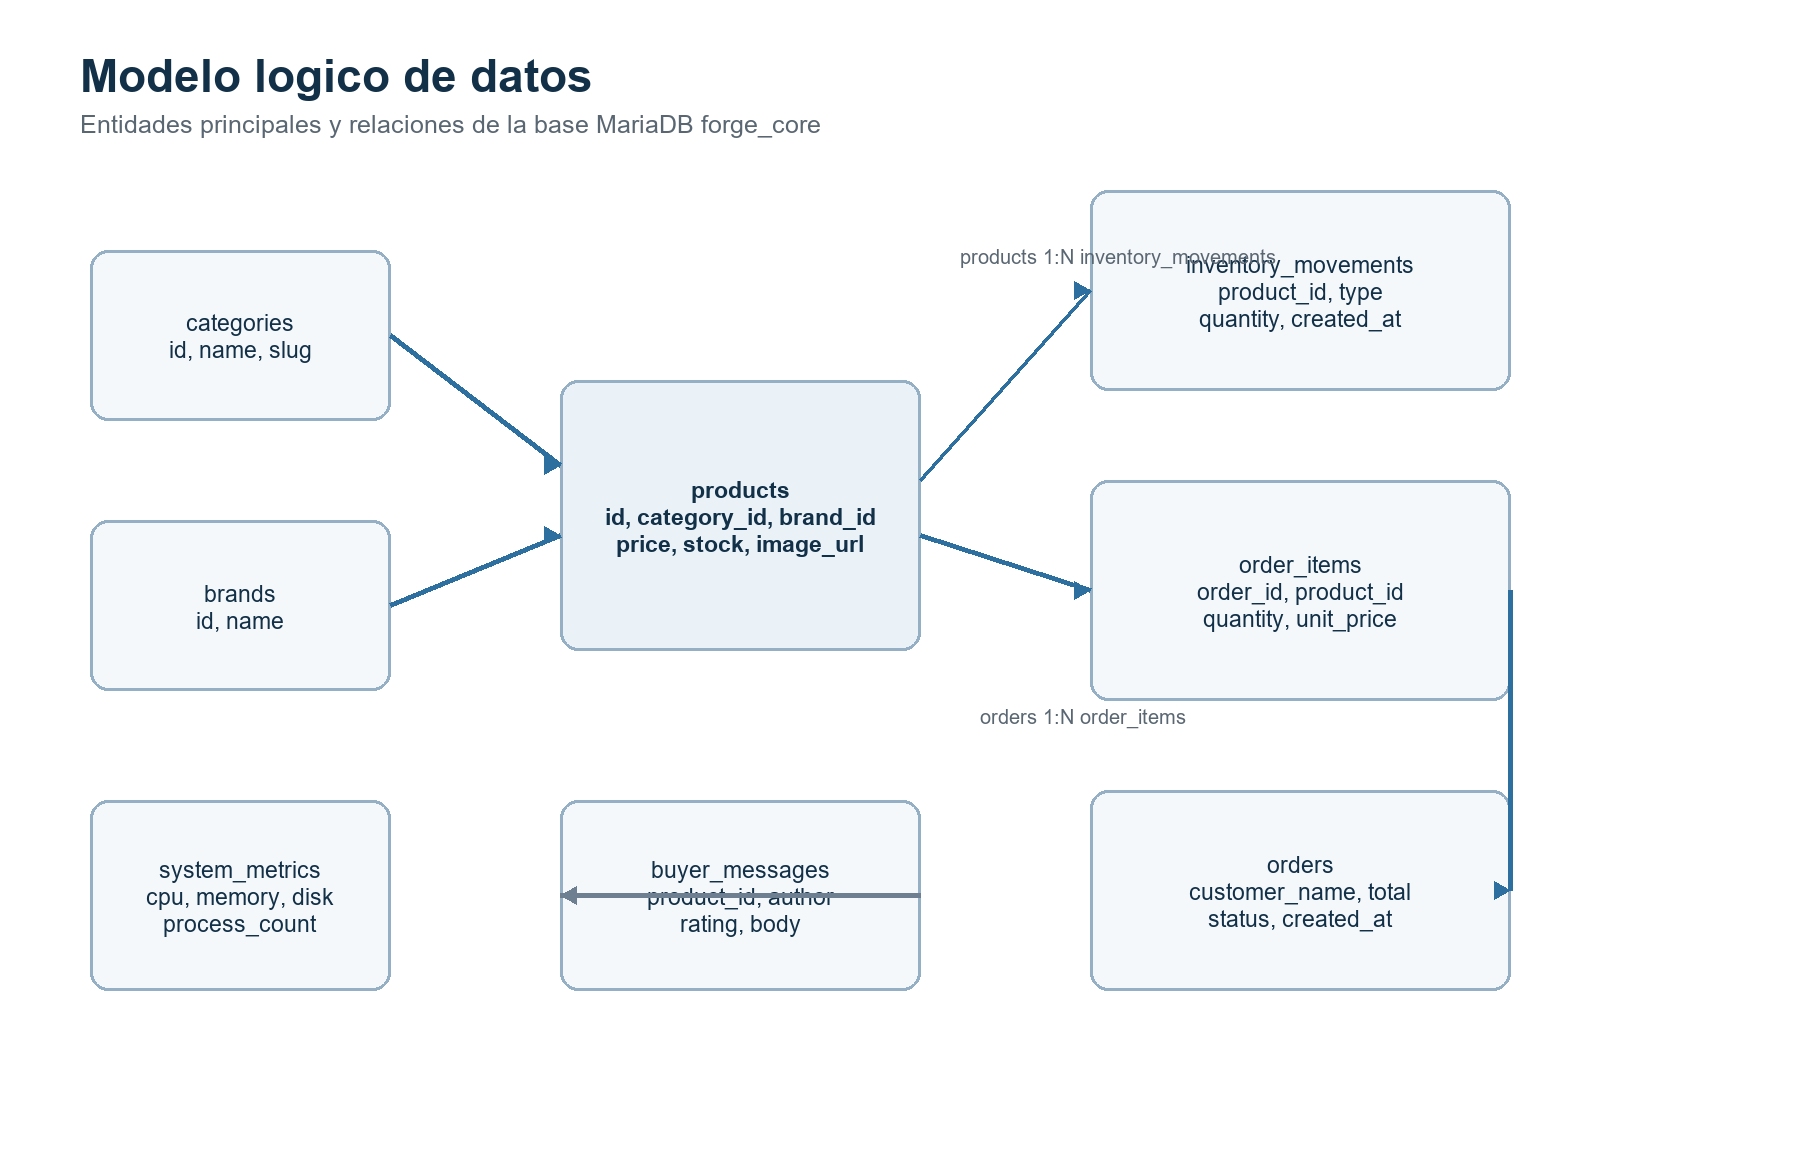 Modelo logico de datos
Entidades principales y relaciones de la base MariaDB forge_core
categories
id, name, slug
brands
id, name
products
id, category_id, brand_id
price, stock, image_url
products 1:N inventory_movements
inventory_movements
product_id, type
quantity, created_at
order_items
order_id, product_id
quantity, unit_price
orders 1:N order_items
system_metrics
cpu, memory, disk
process_count
buyer_messages
product_id, author
rating, body
orders
customer_name, total
status, created_at